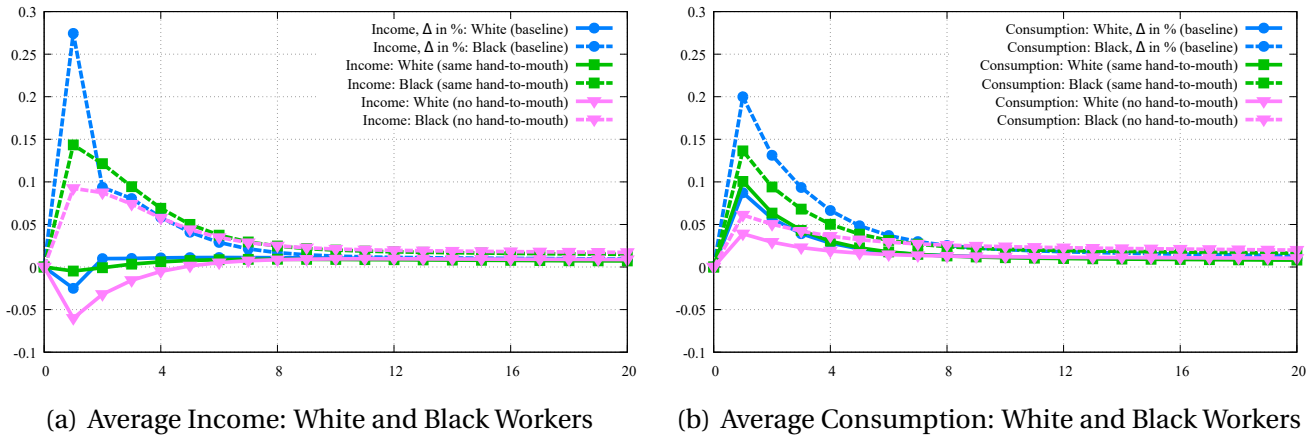 0.3
0.25
0.2
0.15
0.1
0.05
0
-0.05
-0.1
0 4 8 12 16 20
Income, Δ in %: White (baseline)
Income, Δ in %: Black (baseline)
Income: White (same hand-to-mouth)
Income: Black (same hand-to-mouth)
Income: White (no hand-to-mouth)
Income: Black (no hand-to-mouth)
(a) Average Income: White and Black Workers
0.3
0.25
0.2
0.15
0.1
0.05
0
-0.05
-0.1
0 4 8 12 16 20
Consumption: White, Δ in % (baseline)
Consumption: Black, Δ in % (baseline)
Consumption: White (same hand-to-mouth)
Consumption: Black (same hand-to-mouth)
Consumption: White (no hand-to-mouth)
Consumption: Black (no hand-to-mouth)
(b) Average Consumption: White and Black Workers